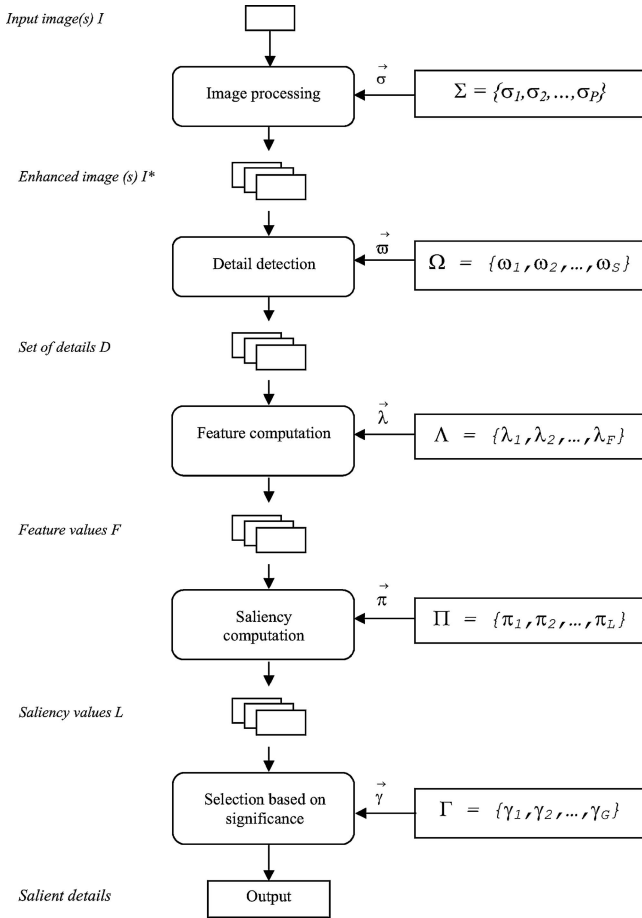 Input image(s) I
Image processing
σ⃗
Σ = {σ1,σ2,...,σP}
Enhanced image (s) I*
Detail detection
ϖ⃗
Ω = {ω1,ω2,…,ωS}
Set of details D
Feature computation
λ⃗
Λ = {λ1,λ2,…,λF}
Feature values F
Saliency
computation
π⃗
Π = {π1,π2,…,πL}
Saliency values L
Selection based on
significance
γ⃗
Γ = {γ1,γ2,…,γG}
Salient details
Output